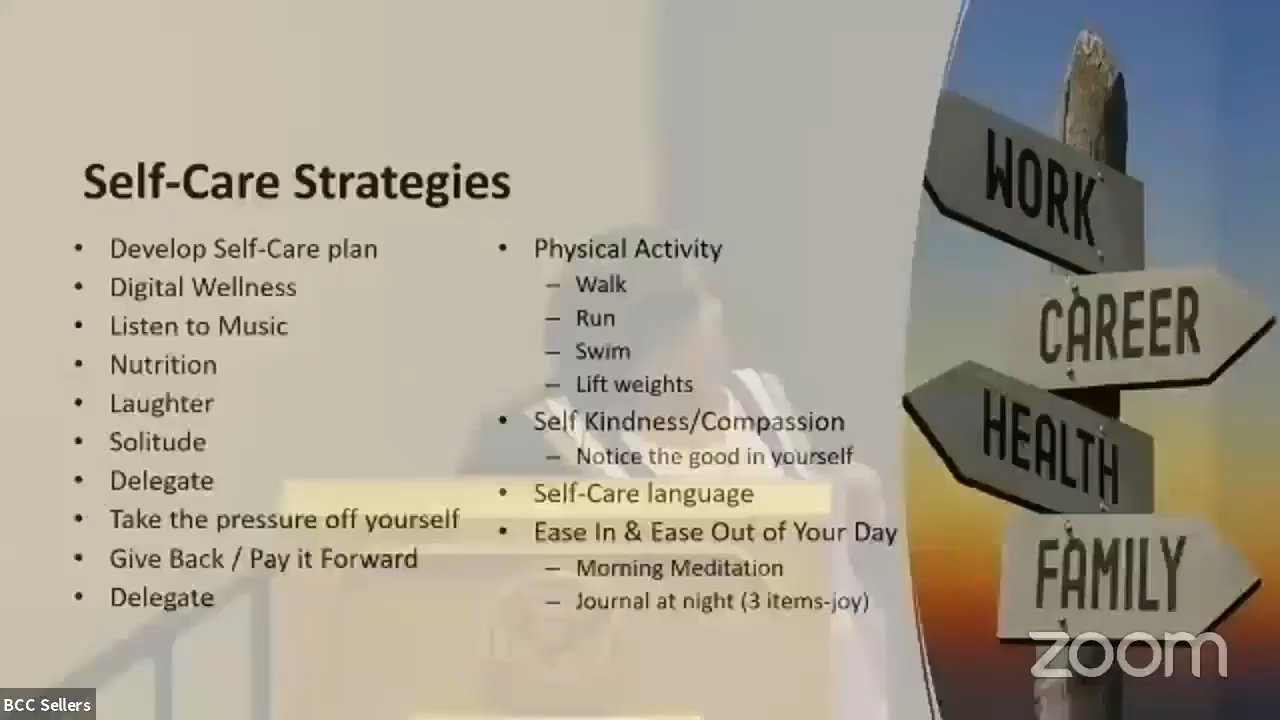 Self-Care Strategies
• Develop Self-Care plan
• Digital Wellness
• Listen to Music
• Nutrition
• Laughter
• Solitude
• Delegate
• Take the pressure off yourself
• Give Back / Pay it Forward
• Delegate
• Physical Activity
– Walk
– Run
– Swim
– Lift weights
• Self Kindness/Compassion
– Notice the good in yourself
• Self-Care language
• Ease In & Ease Out of Your Day
– Morning Meditation
– Journal at night (3 items-joy)
WORK
CAREER
HEALTH
FAMILY
zoom
BCC Sellers